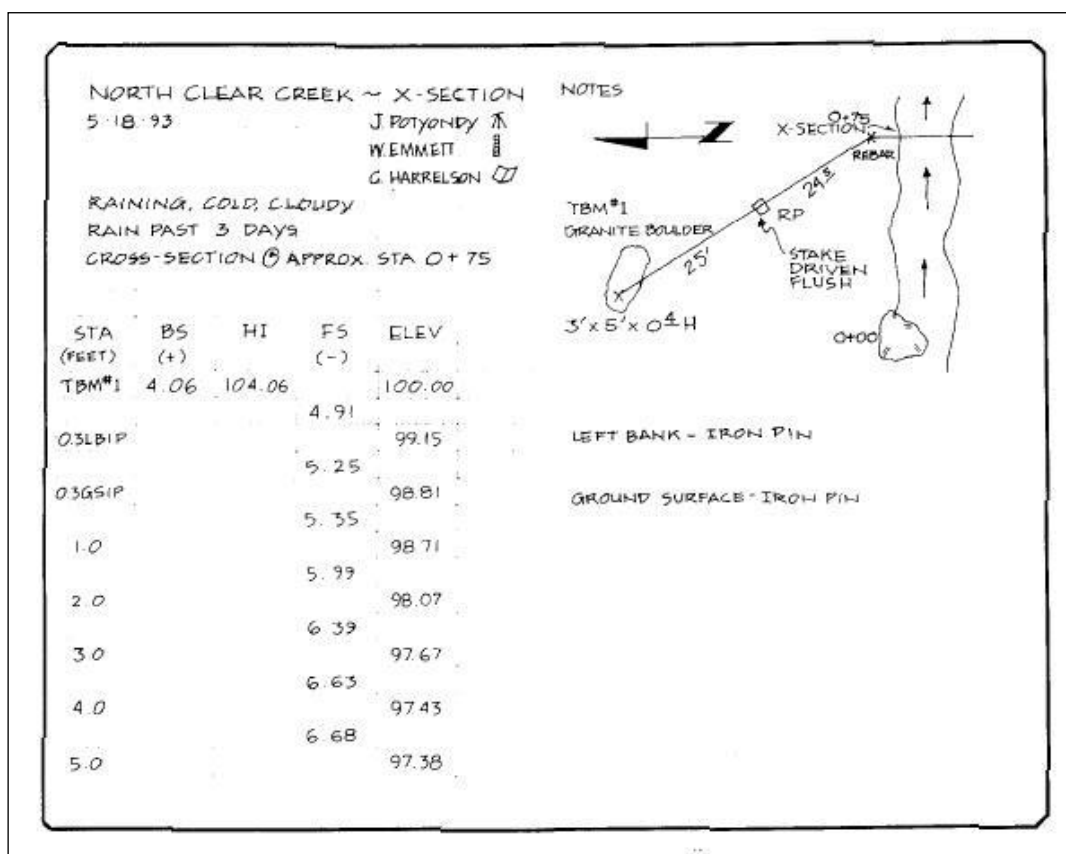 NORTH CLEAR CREEK ~ X-SECTION
5·18·93
J. POTYONDY
W. EMMETT
C. HARRELSON
RAINING, COLD, CLOUDY
RAIN PAST 3 DAYS
CROSS-SECTION @ APPROX. STA 0+75
STA BS HI FS ELEV
(FEET) (+) (-)
TBM#1 4.06 104.06 100.00
4.91
0.3LBIP 99.15
5.25
0.3GSIP 98.81
5.35
1.0 98.71
5.99
2.0 98.07
6.39
3.0 97.67
6.63
4.0 97.43
6.68
5.0 97.38
NOTES
Z
0+75
X-SECTION
REBAR
24.5
RP
TBM#1
GRANITE BOULDER
25'
STAKE
DRIVEN
FLUSH
3'x5'x0.4H
0+00
LEFT BANK - IRON PIN
GROUND SURFACE - IRON PIN